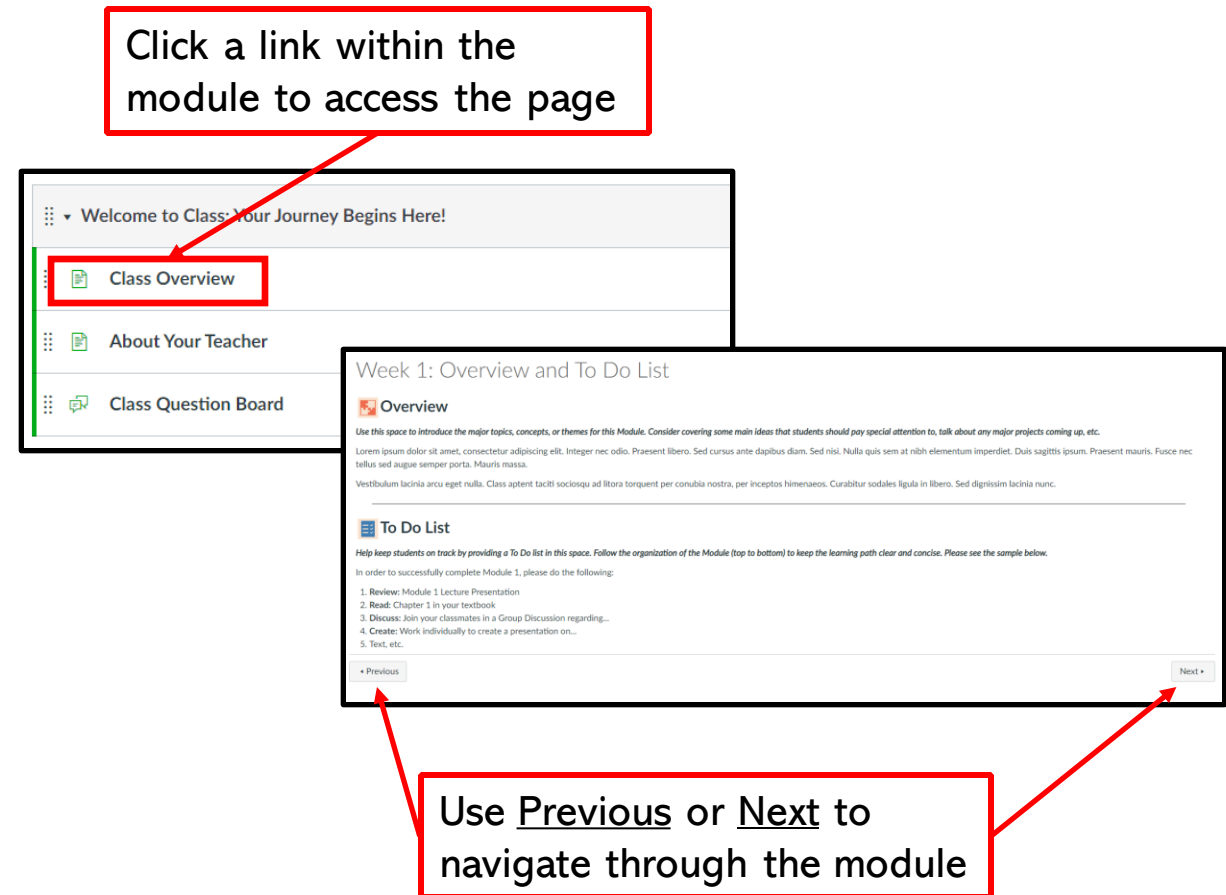 Click a link within the
module to access the page
Welcome to Class: Your Journey Begins Here!
Class Overview
About Your Teacher
Class Question Board
Week 1: Overview and To Do List
Overview
Use this space to introduce the major topics, concepts, or themes for this Module. Consider covering some main ideas that students should pay special attention to, talk about any major projects coming up, etc.
Lorem ipsum dolor sit amet, consectetur adipiscing elit. Integer nec odio. Praesent libero. Sed cursus ante dapibus diam. Sed nisi. Nulla quis sem at nibh elementum imperdiet. Duis sagittis ipsum. Praesent mauris. Fusce nec
tellus sed augue semper porta. Mauris massa.
Vestibulum lacinia arcu eget nulla. Class aptent taciti sociosqu ad litora torquent per conubia nostra, per inceptos himenaeos. Curabitur sodales ligula in libero. Sed dignissim lacinia nunc.
To Do List
Help keep students on track by providing a To Do list in this space. Follow the organization of the Module (top to bottom) to keep the learning path clear and concise. Please see the sample below.
In order to successfully complete Module 1, please do the following:
1. Review: Module 1 Lecture Presentation
2. Read: Chapter 1 in your textbook
3. Discuss: Join your classmates in a Group Discussion regarding...
4. Create: Work individually to create a presentation on...
5. Text, etc.
Previous
Next
Use Previous or Next to
navigate through the module